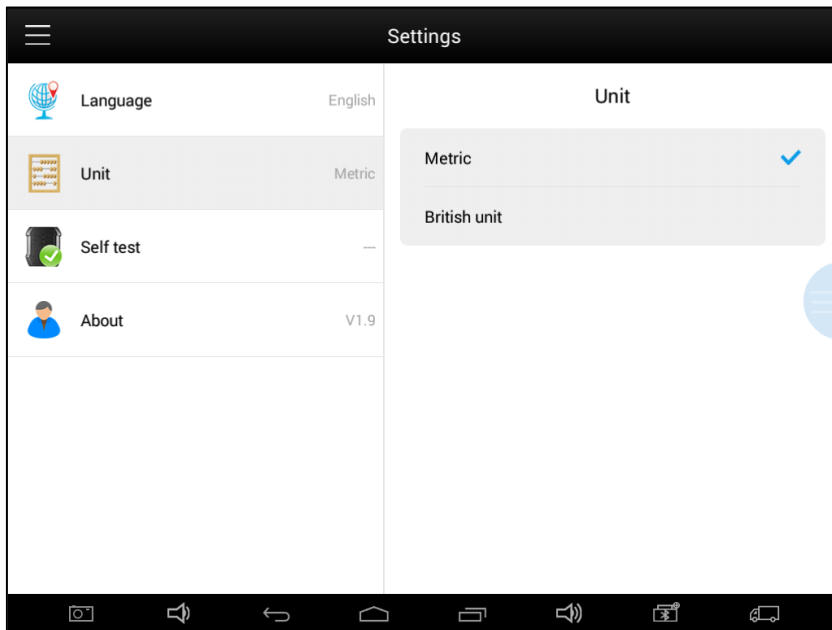 Settings
Language English
Unit Metric
Self test ---
About V1.9
Unit
Metric
British unit